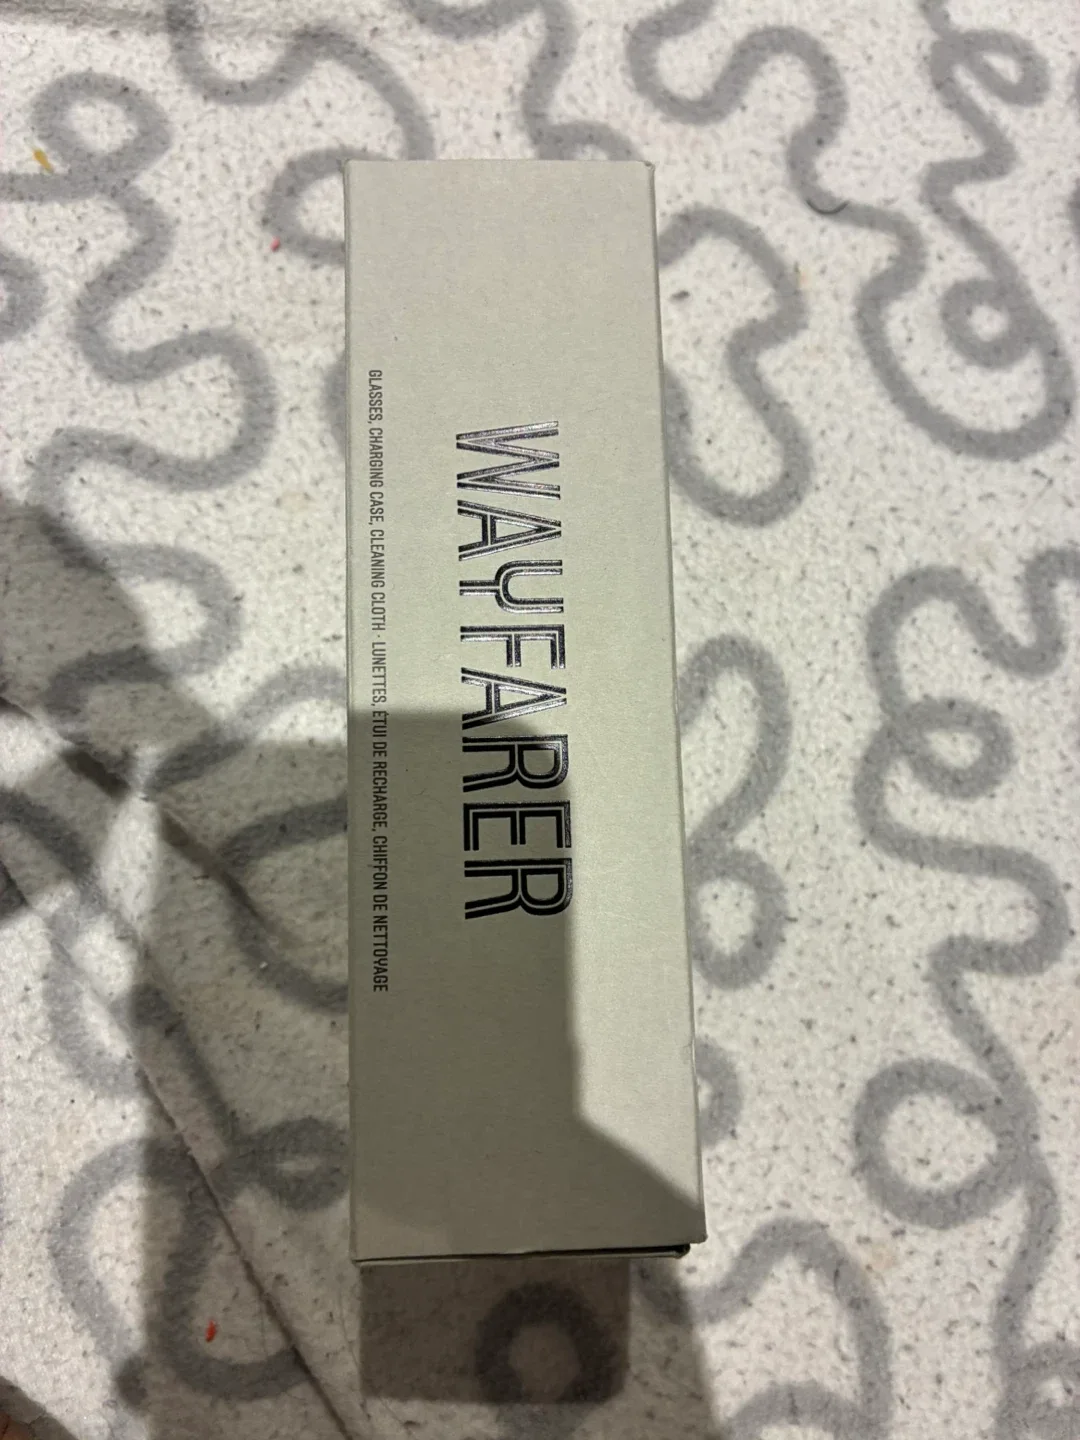 WAYFARER
GLASSES, CHARGING CASE, CLEANING CLOTH · LUNETTES, ÉTUI DE RECHARGE, CHIFFON DE NETTOYAGE